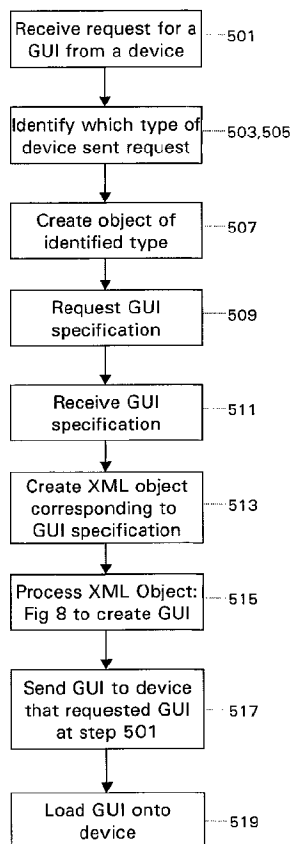 Receive request for a
GUI from a device
501
Identify which type of
device sent request
503,505
Create object of
identified type
507
Request GUI
specification
509
Receive GUI
specification
511
Create XML object
corresponding to
GUI specification
513
Process XML Object:
Fig 8 to create GUI
515
Send GUI to device
that requested GUI
at step 501
517
Load GUI onto
device
519